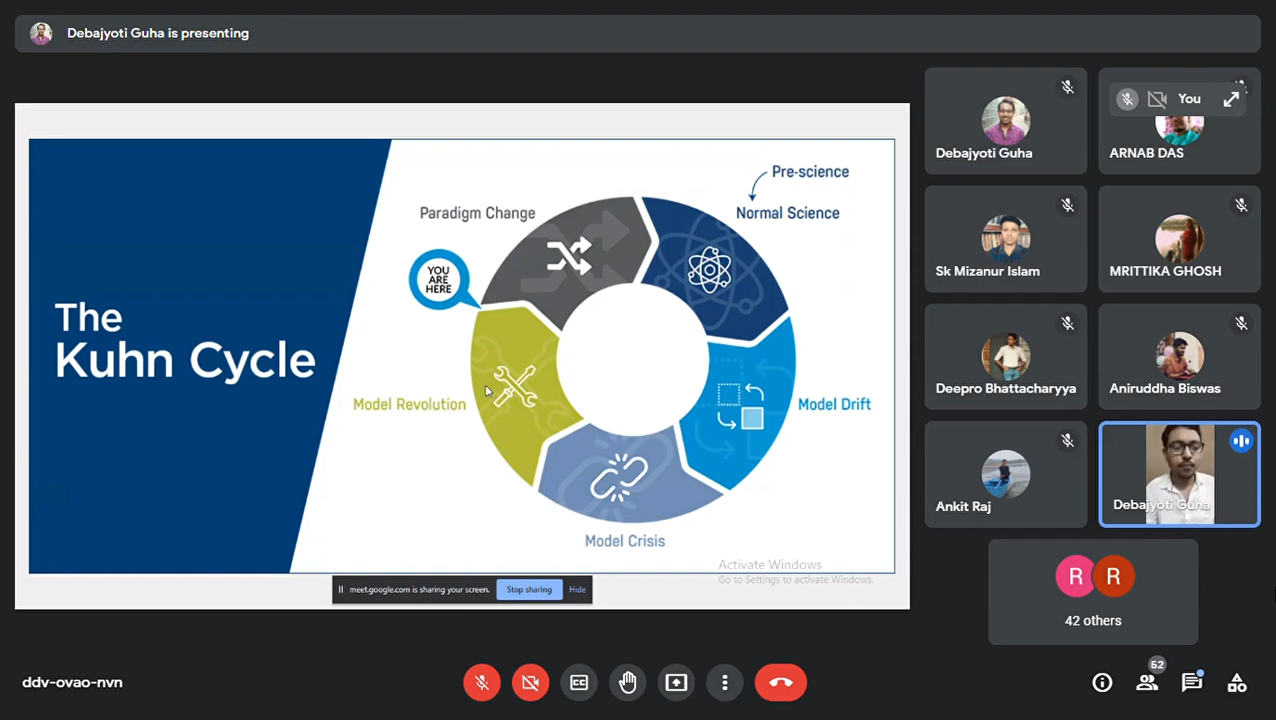 Debajyoti Guha is presenting
The
Kuhn Cycle
Pre-science
Normal Science
Paradigm Change
YOU
ARE
HERE
Model Revolution
Model Drift
Model Crisis
Activate Windows
Go to Settings to activate Windows.
meet.google.com is sharing your screen.
Stop sharing
Hide
Debajyoti Guha
You
ARNAB DAS
Sk Mizanur Islam
MRITTIKA GHOSH
Deepro Bhattacharyya
Aniruddha Biswas
Ankit Raj
Debajyoti Guha
R
R
42 others
ddv-ovao-nvn
CC
52